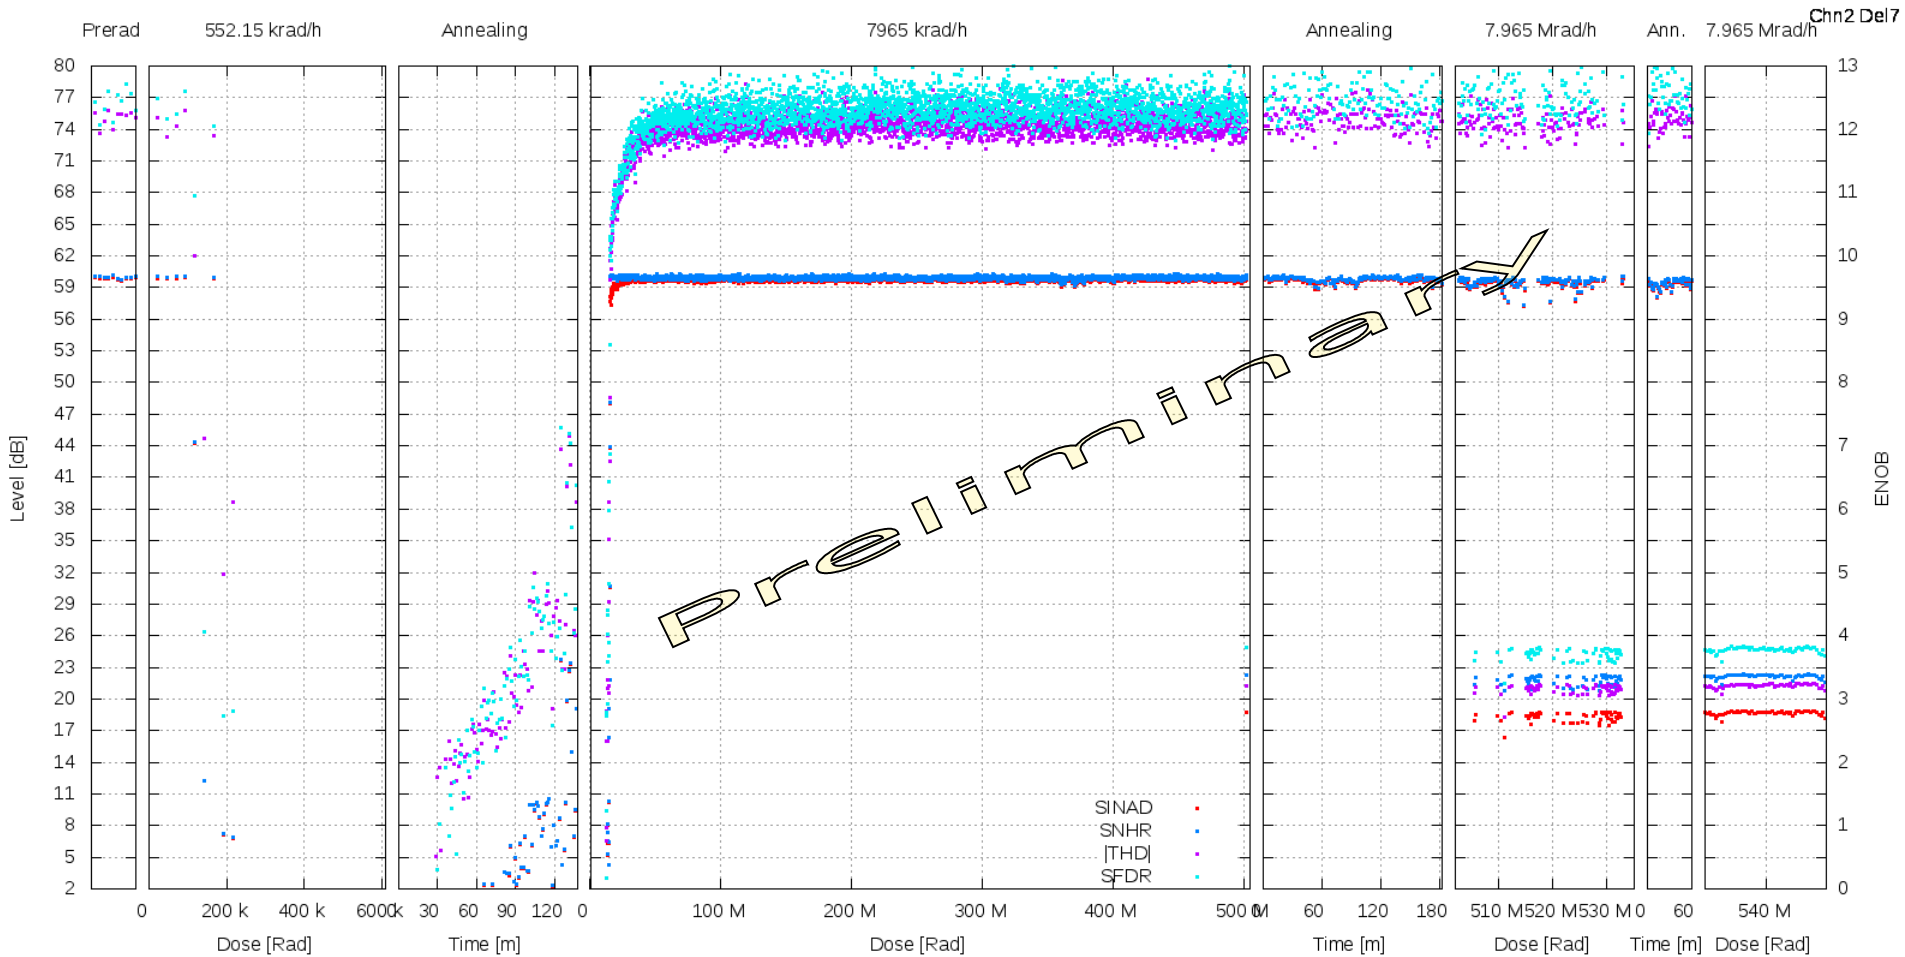 Chn2 Del7
Prerad 552.15 krad/h Annealing 7965 krad/h Annealing 7.965 Mrad/h Ann. 7.965 Mrad/h
80 13
77
74 12
71
68 11
65
62 10
59
56 9
53
50 8
47
44 7
41
38 6
35
32 5
29
26 4
23
20 3
17
14 2
11
8 1
5
2 0
Level [dB]
ENOB
Preliminary
SINAD
SNHR
|THD|
SFDR
0 200 k 400 k 600 k 0 30 60 90 120 0 100 M 200 M 300 M 400 M 500 M 0 60 120 180 510 M 520 M 530 M 0 60 540 M
Dose [Rad] Time [m] Dose [Rad] Time [m] Dose [Rad] Time [m] Dose [Rad]